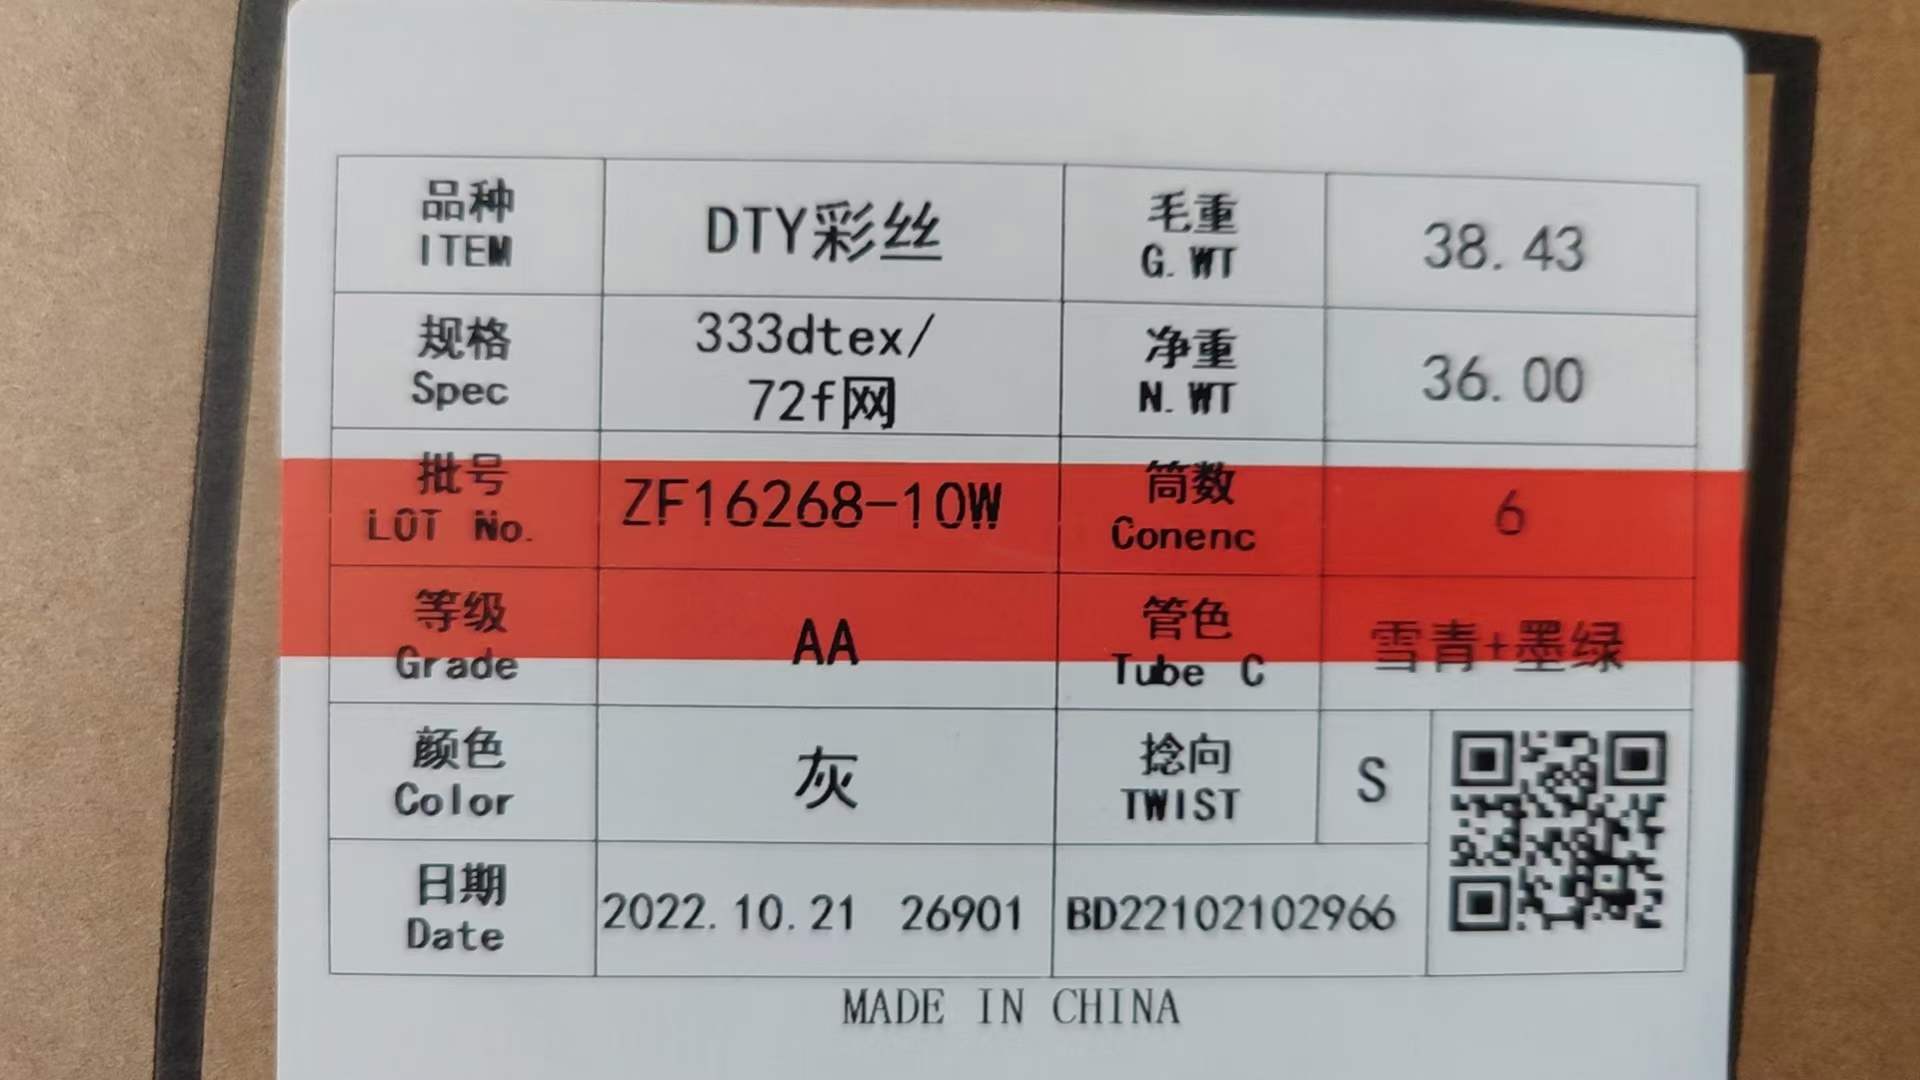 品种 ITEM DTY彩丝 毛重 G.WT 38.43
规格 Spec 333dtex/ 72f网 净重 N.WT 36.00
批号 LOT No. ZF16268-10W 筒数 Conenc 6
等级 Grade AA 管色 Tube C 雪青+墨绿
颜色 Color 灰 捻向 TWIST S
日期 Date 2022.10.21 26901 BD22102102966
MADE IN CHINA